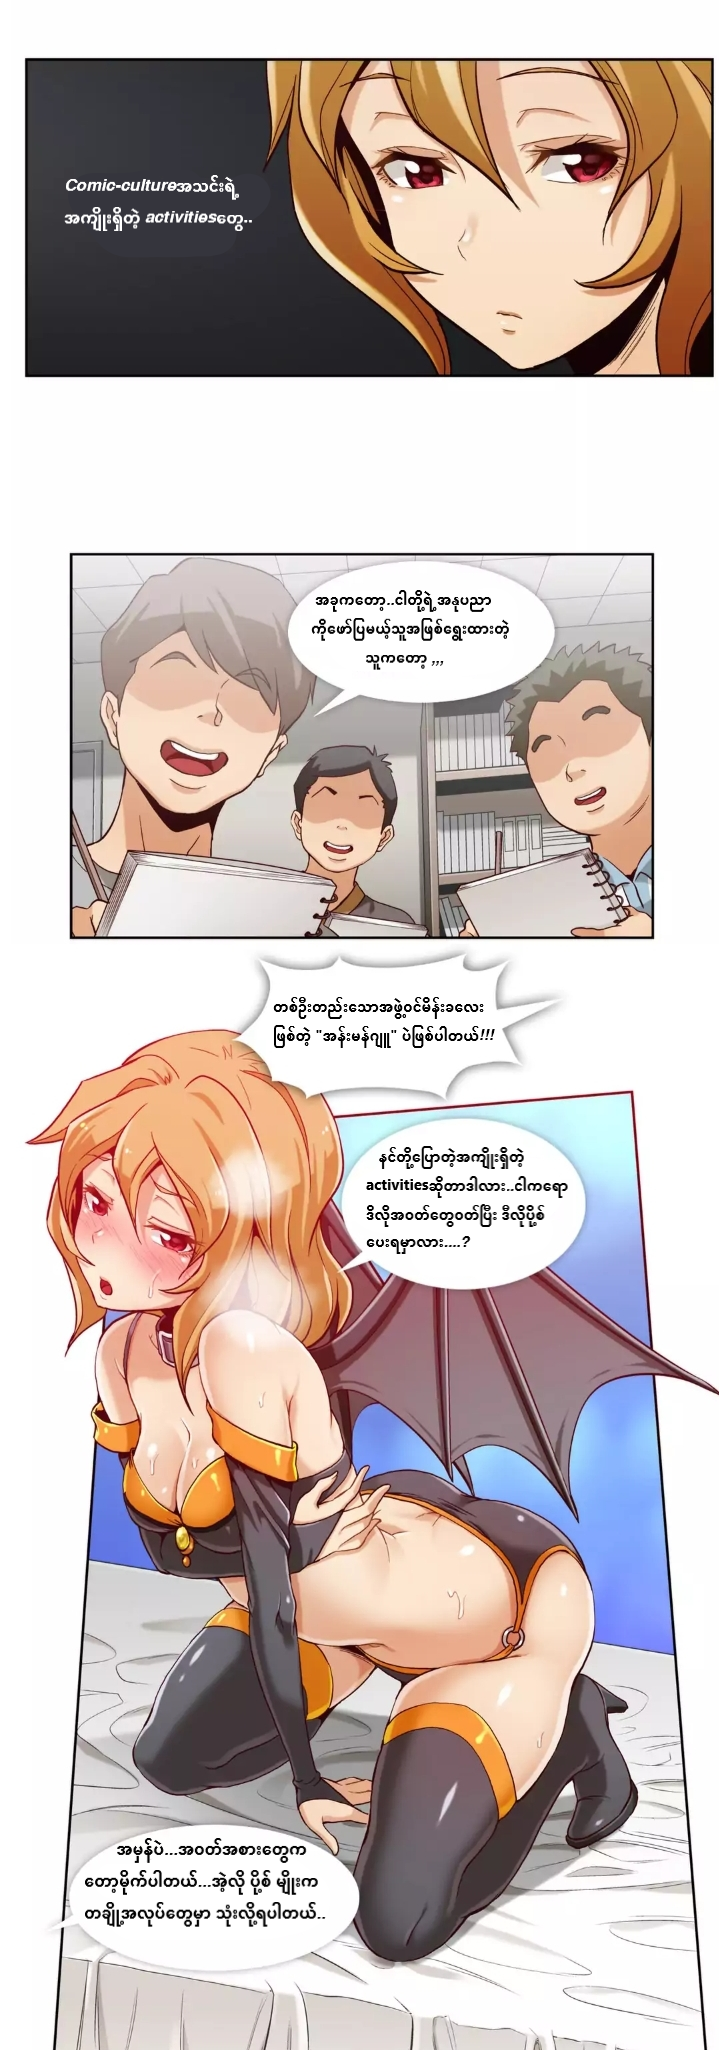 Comic-cultureအသင်းရဲ့
အကျိုးရှိတဲ့ activitiesတွေ..
အခုကတော့..ငါတို့ရဲ့အနုပညာ
ကိုဖော်ပြမယ့်သူအဖြစ်ရွေးထားတဲ့
သူကတော့ ,,,
တစ်ဦးတည်းသောအဖွဲ့ဝင်မိန်းခလေး
ဖြစ်တဲ့ "အန်းမန်ဂျူ" ပဲဖြစ်ပါတယ်!!!
နင်တို့ပြောတဲ့အကျိုးရှိတဲ့
activitiesဆိုတာဒါလား..ငါကရော
ဒီလိုအဝတ်တွေဝတ်ပြီး ဒီလိုပို့စ်
ပေးရမှာလား....?
အမှန်ပဲ...အဝတ်အစားတွေက
တော့မိုက်ပါတယ်...အဲ့လို ပို့စ် မျိုးက
တချို့အလုပ်တွေမှာ သုံးလို့ရပါတယ်..